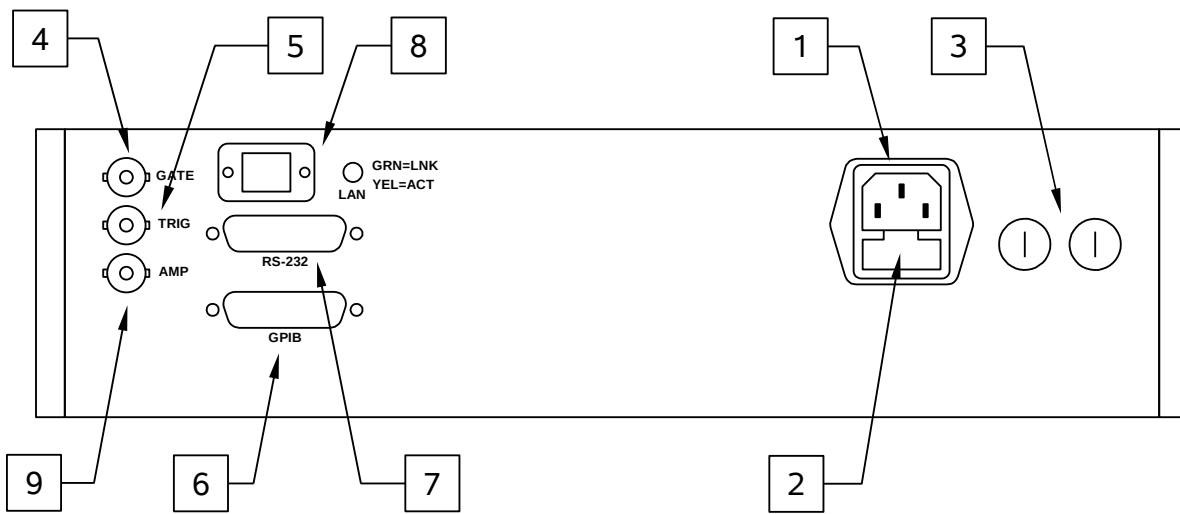 4
5
8
1
3
GATE
GRN=LNK
YEL=ACT
LAN
TRIG
RS-232
AMP
GPIB
9
6
7
2